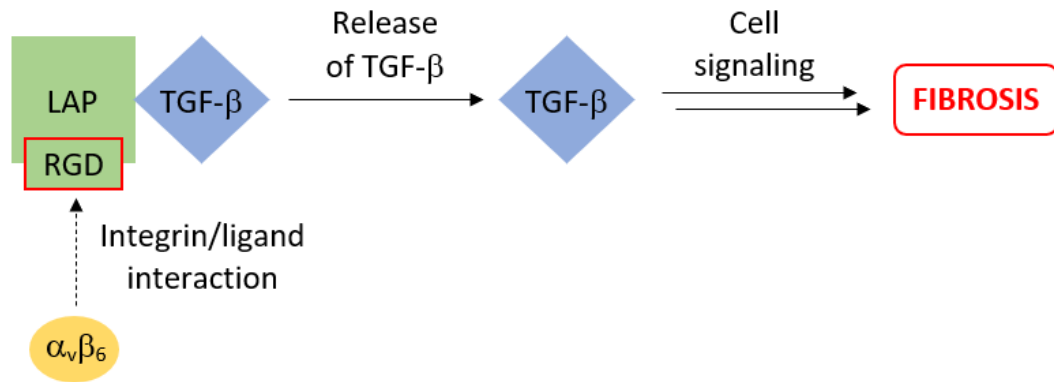 LAP
RGD
TGF-β
Release
of TGF-β
TGF-β
Cell
signaling
FIBROSIS
Integrin/ligand
interaction
αvβ6